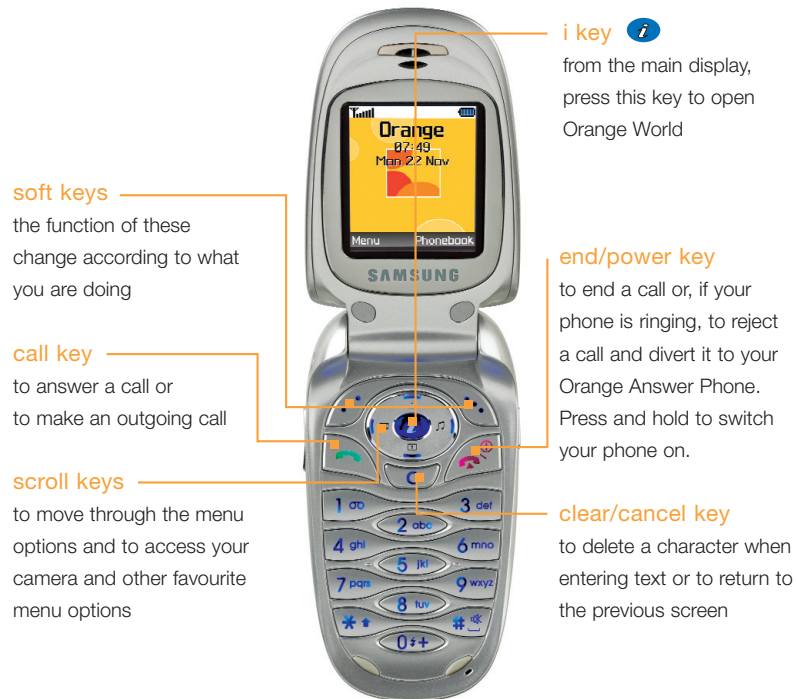 i key i
from the main display,
press this key to open
Orange World
Orange
07:49
Mon 22 Nov
Menu Phonebook
SAMSUNG
soft keys
the function of these
change according to what
you are doing
end/power key
to end a call or, if your
phone is ringing, to reject
a call and divert it to your
Orange Answer Phone.
Press and hold to switch
your phone on.
call key
to answer a call or
to make an outgoing call
scroll keys
to move through the menu
options and to access your
camera and other favourite
menu options
clear/cancel key
to delete a character when
entering text or to return to
the previous screen
i
C
1
2 abc
3 def
4 ghi
5 jkl
6 mno
7 pqrs
8 tuv
9 wxyz
*
0 +
#